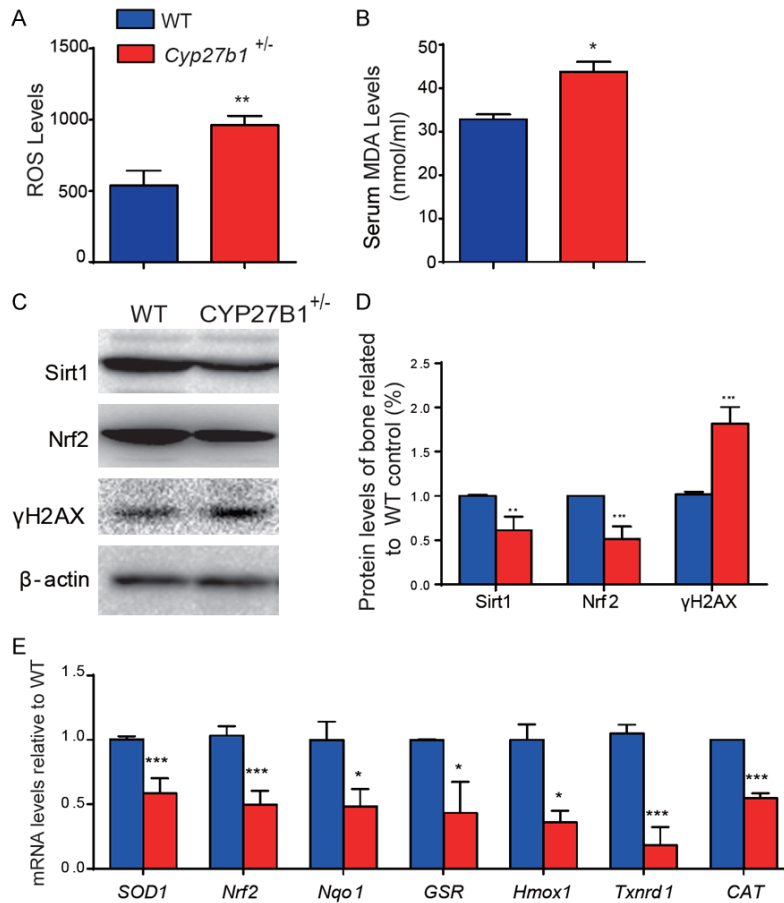 A
WT
Cyp27b1 +/-
ROS Levels
1500
1000
500
0
**
B
Serum MDA Levels
(nmol/ml)
50
40
30
20
10
0
*
C
WT CYP27B1+/-
Sirt1
Nrf2
γH2AX
β-actin
D
Protein levels of bone related
to WT control (%)
2.5
2.0
1.5
1.0
0.5
0.0
**
***
***
Sirt1 Nrf2 γH2AX
E
mRNA levels relative to WT
1.5
1.0
0.5
0.0
*** *** * * * *** ***
SOD1 Nrf2 Nqo1 GSR Hmox1 Txnrd1 CAT